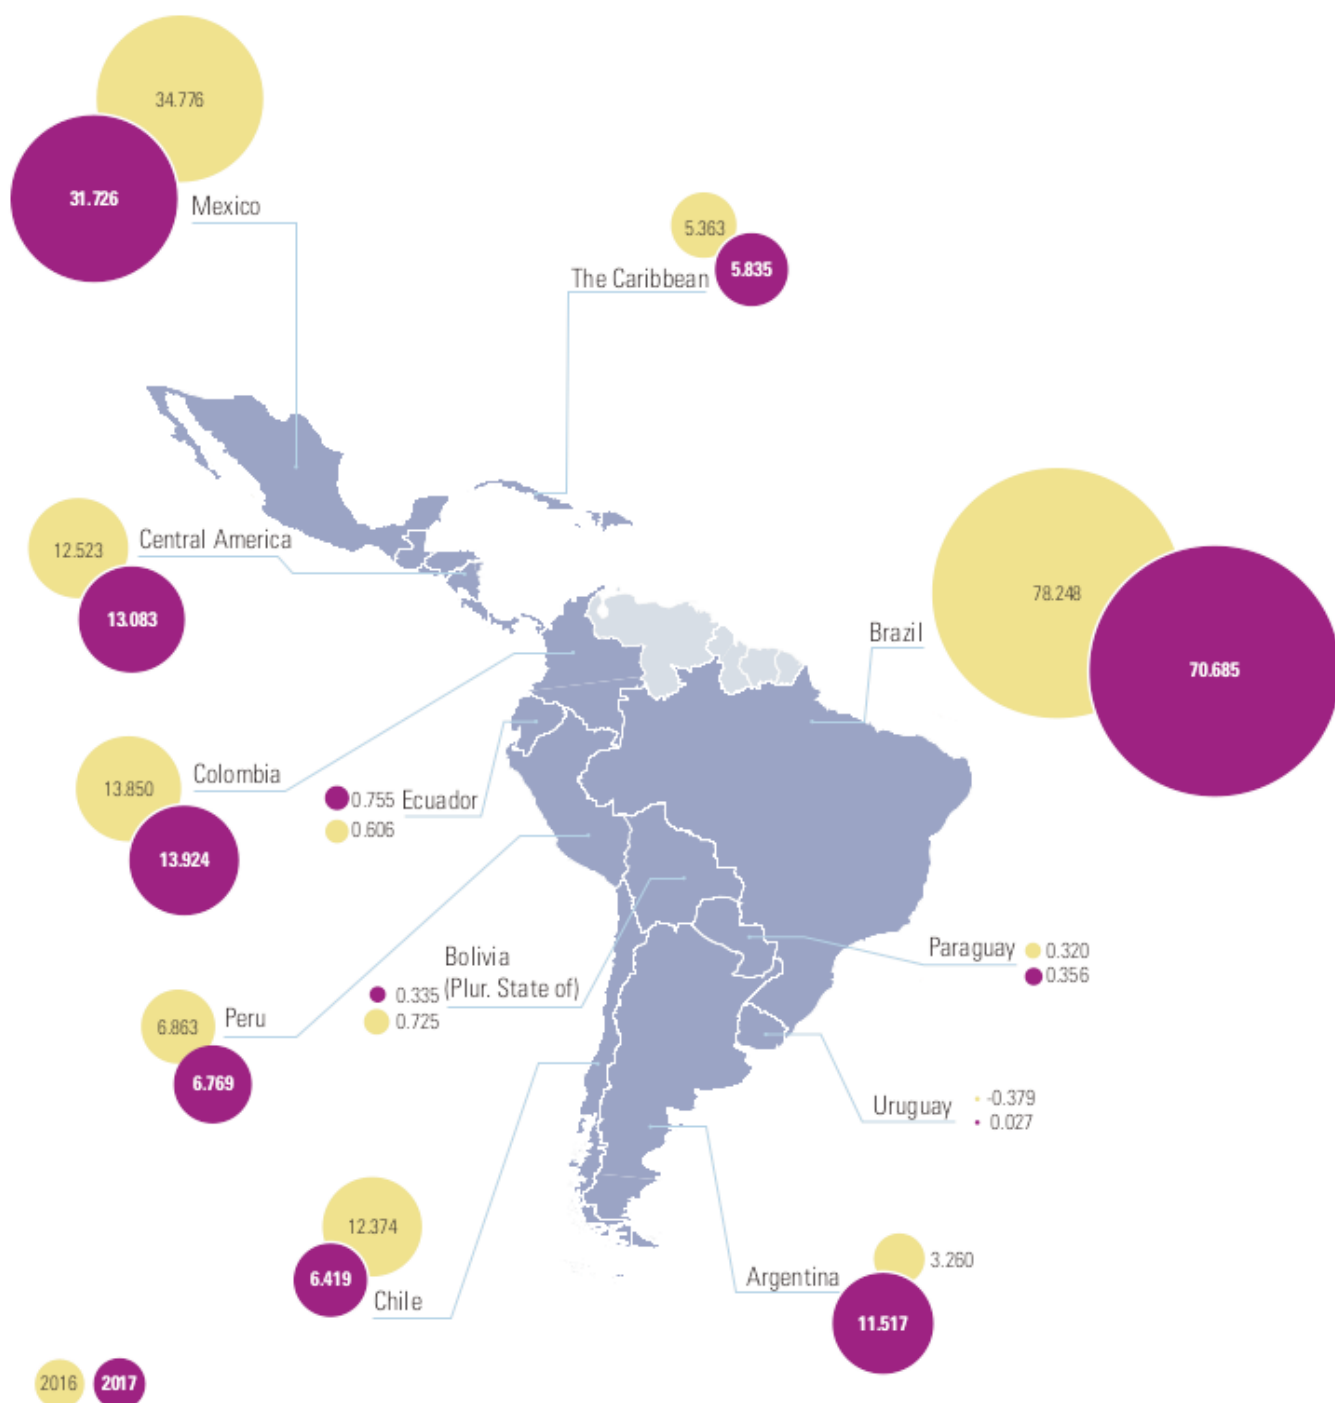 34.776
31.726
Mexico
5.363
5.835
The Caribbean
12.523
Central America
13.083
78.248
Brazil
70.685
Colombia
13.850
13.924
0.755
Ecuador
0.606
Paraguay
0.320
0.356
Bolivia
(Plur. State of)
0.335
0.725
6.863
Peru
6.769
Uruguay
-0.379
0.027
12.374
6.419
Chile
3.260
Argentina
11.517
2016
2017